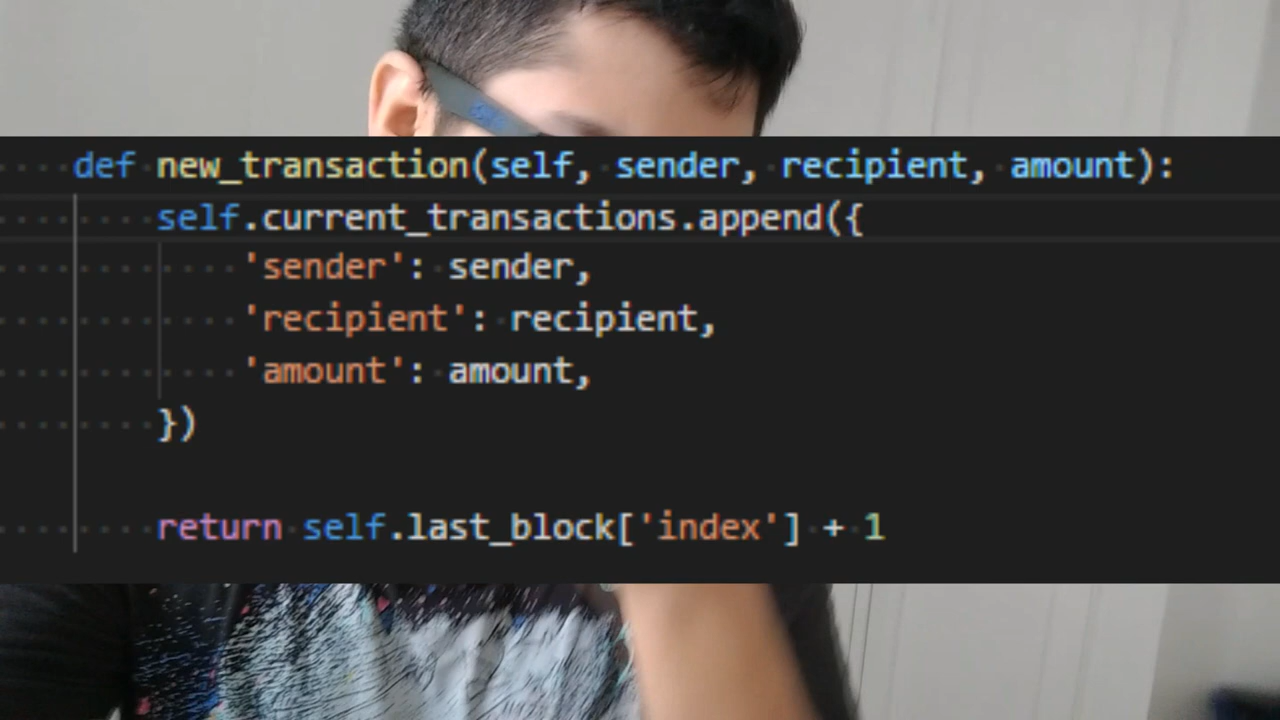 def new_transaction(self, sender, recipient, amount):
self.current_transactions.append({
'sender': sender,
'recipient': recipient,
'amount': amount,
})
return self.last_block['index'] + 1